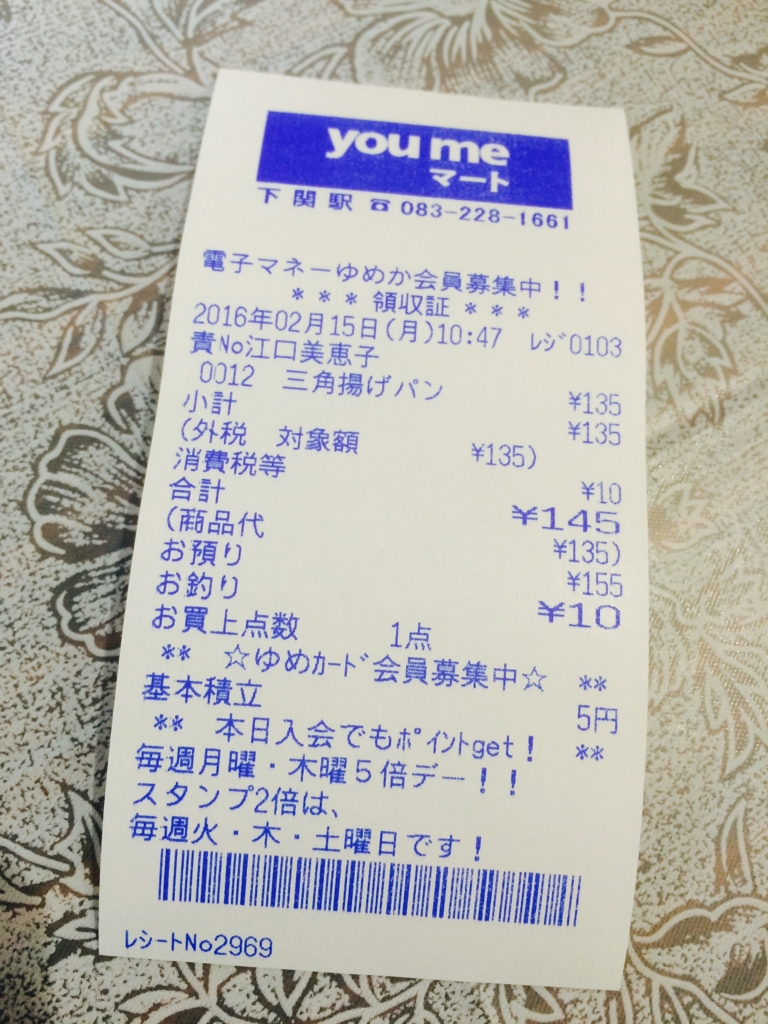 you me
マート
下関駅 ☎083-228-1661
電子マネーゆめか会員募集中!!
***領収証***
2016年02月15日(月)10:47 レジ0103
責No江口美恵子
0012 三角揚げパン ¥135
小計 ¥135
(外税 対象額 ¥135)
消費税等 ¥10
合計 ¥145
(商品代 ¥135)
お預り ¥155
お釣り ¥10
お買上点数 1点
** ☆ゆめカード会員募集中☆ **
基本積立 5円
** 本日入会でもポイントget! **
毎週月曜・木曜5倍デー!!
スタンプ2倍は、
毎週火・木・土曜日です!
レシートNo2969